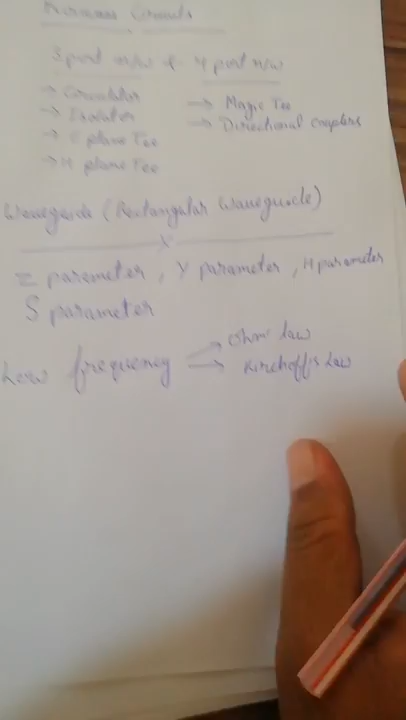 Microwave Circuits
3 port n/w & 4 port n/w
→ Circulator → Magic Tee
→ Isolator → Directional Couplers
→ E plane Tee
→ H plane Tee
Waveguide (Rectangular Waveguide)
x
Z parameter, Y parameter, H parameter
S parameter
Low frequency → Ohm's law
→ Kirchoff's Law